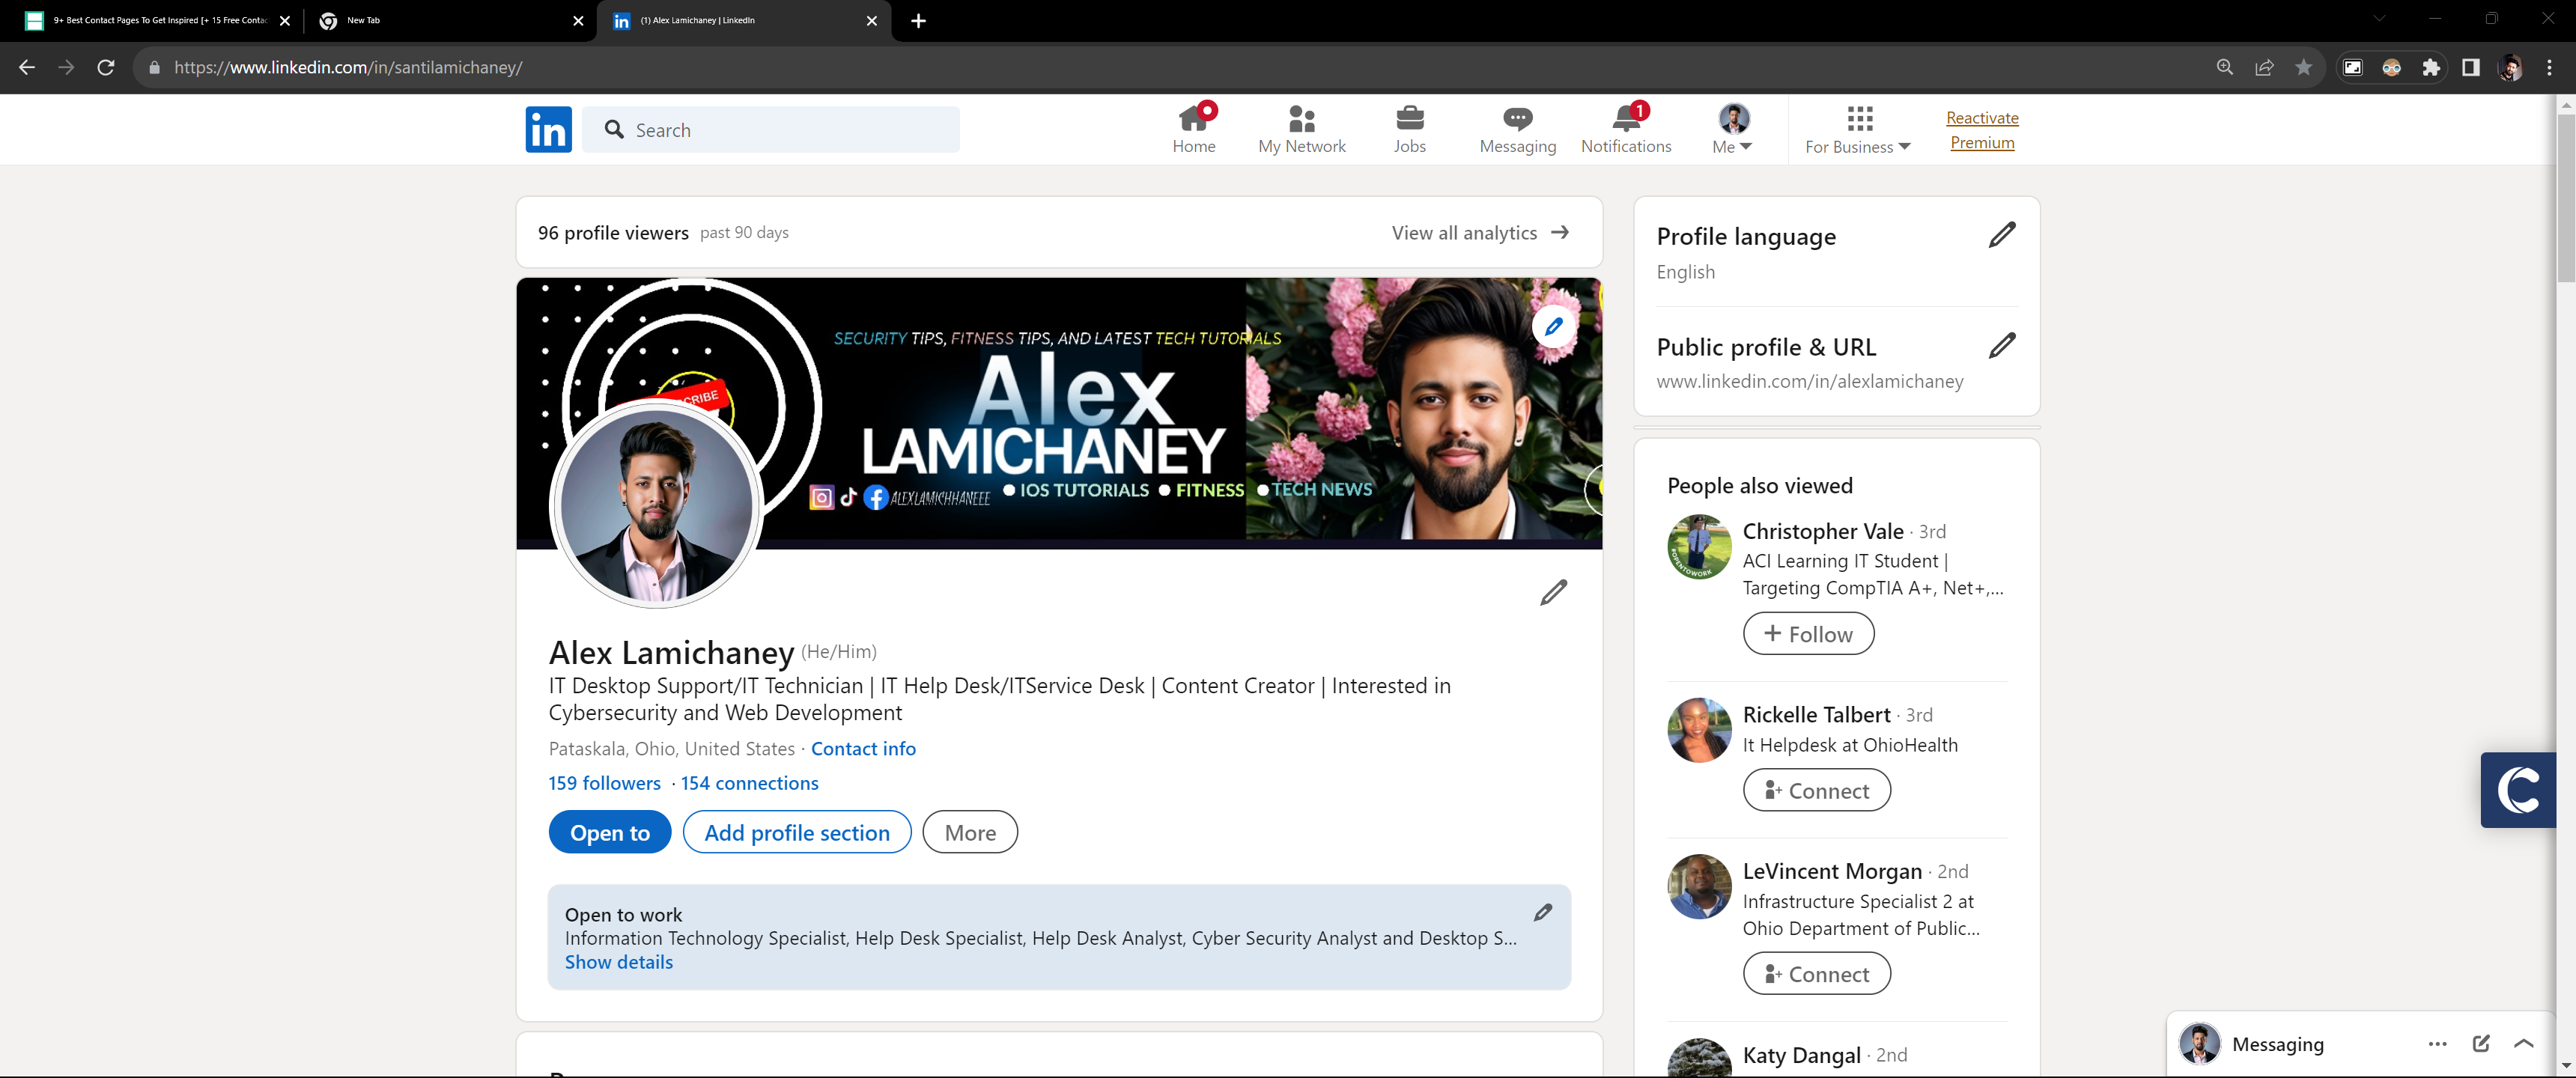 9+ Best Contact Pages To Get Inspired [+ 15 Free Contac
New Tab
(1) Alex Lamichaney | LinkedIn
https://www.linkedin.com/in/santilamichaney/
in
Search
Home
My Network
Jobs
Messaging
1
Notifications
Me
For Business
Reactivate
Premium
96 profile viewers past 90 days
View all analytics
SECURITY TIPS, FITNESS TIPS, AND LATEST TECH TUTORIALS
Alex
LAMICHANEY
ALEXLAMICHHANEEE
IOS TUTORIALS
FITNESS
TECH NEWS
Alex Lamichaney (He/Him)
IT Desktop Support/IT Technician | IT Help Desk/ITService Desk | Content Creator | Interested in
Cybersecurity and Web Development
Pataskala, Ohio, United States · Contact info
159 followers · 154 connections
Open to
Add profile section
More
Open to work
Information Technology Specialist, Help Desk Specialist, Help Desk Analyst, Cyber Security Analyst and Desktop S...
Show details
Profile language
English
Public profile & URL
www.linkedin.com/in/alexlamichaney
People also viewed
Christopher Vale · 3rd
ACI Learning IT Student |
Targeting CompTIA A+, Net+,...
#OPENTOWORK
+ Follow
Rickelle Talbert · 3rd
It Helpdesk at OhioHealth
Connect
LeVincent Morgan · 2nd
Infrastructure Specialist 2 at
Ohio Department of Public...
Connect
Katy Dangal · 2nd
Messaging